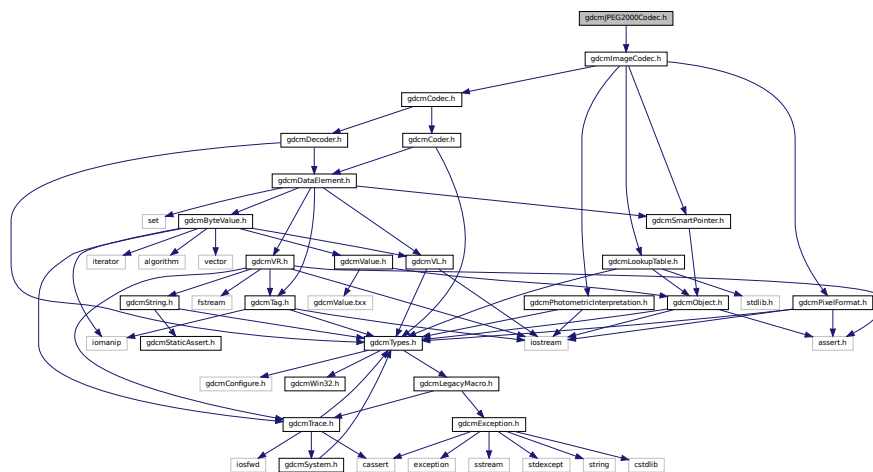 gdcmJPEG2000Codec.h
gdcmImageCodec.h
gdcmCodec.h
gdcmDecoder.h
gdcmCoder.h
gdcmDataElement.h
set
gdcmByteValue.h
gdcmSmartPointer.h
iterator
algorithm
vector
gdcmVR.h
gdcmValue.h
gdcmVL.h
gdcmLookupTable.h
gdcmString.h
fstream
gdcmTag.h
gdcmValue.txx
gdcmPhotometricInterpretation.h
gdcmObject.h
stdlib.h
gdcmPixelFormat.h
iomanip
gdcmStaticAssert.h
gdcmTypes.h
iostream
assert.h
gdcmConfigure.h
gdcmWin32.h
gdcmLegacyMacro.h
gdcmTrace.h
gdcmException.h
iosfwd
gdcmSystem.h
cassert
exception
sstream
stdexcept
string
cstdlib